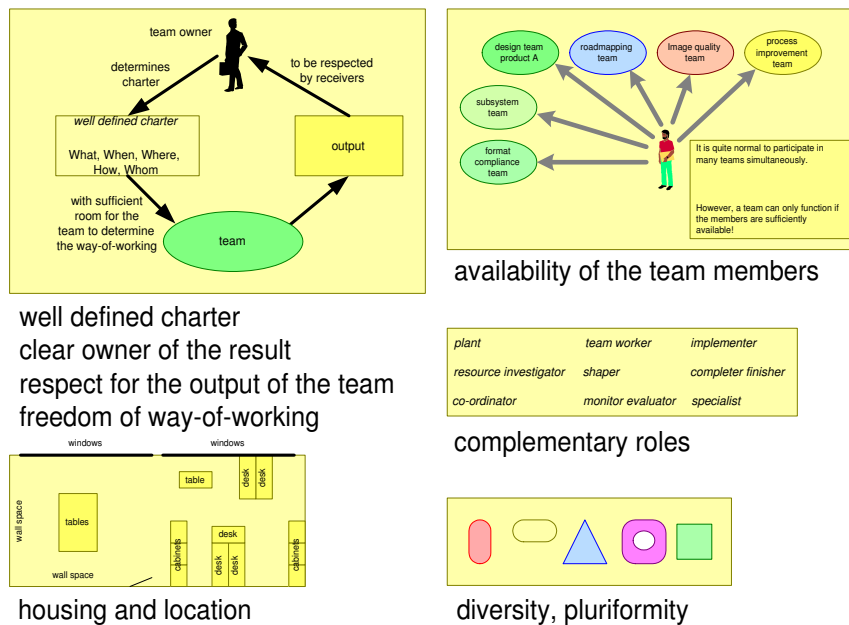 team owner
determines
charter
to be respected
by receivers
well defined charter
What, When, Where,
How, Whom
output
with sufficient
room for the
team to determine
the way-of-working
team
well defined charter
clear owner of the result
respect for the output of the team
freedom of way-of-working
design team
product A
roadmapping
team
Image quality
team
process
improvement
team
subsystem
team
format
compliance
team
It is quite normal to participate in
many teams simultaneously.
However, a team can only function if
the members are sufficiently
available!
availability of the team members
plant team worker implementer
resource investigator shaper completer finisher
co-ordinator monitor evaluator specialist
complementary roles
windows windows
wall space
tables
wall space
table
desk
desk
cabinets
desk
desk
desk
cabinets
housing and location
diversity, pluriformity